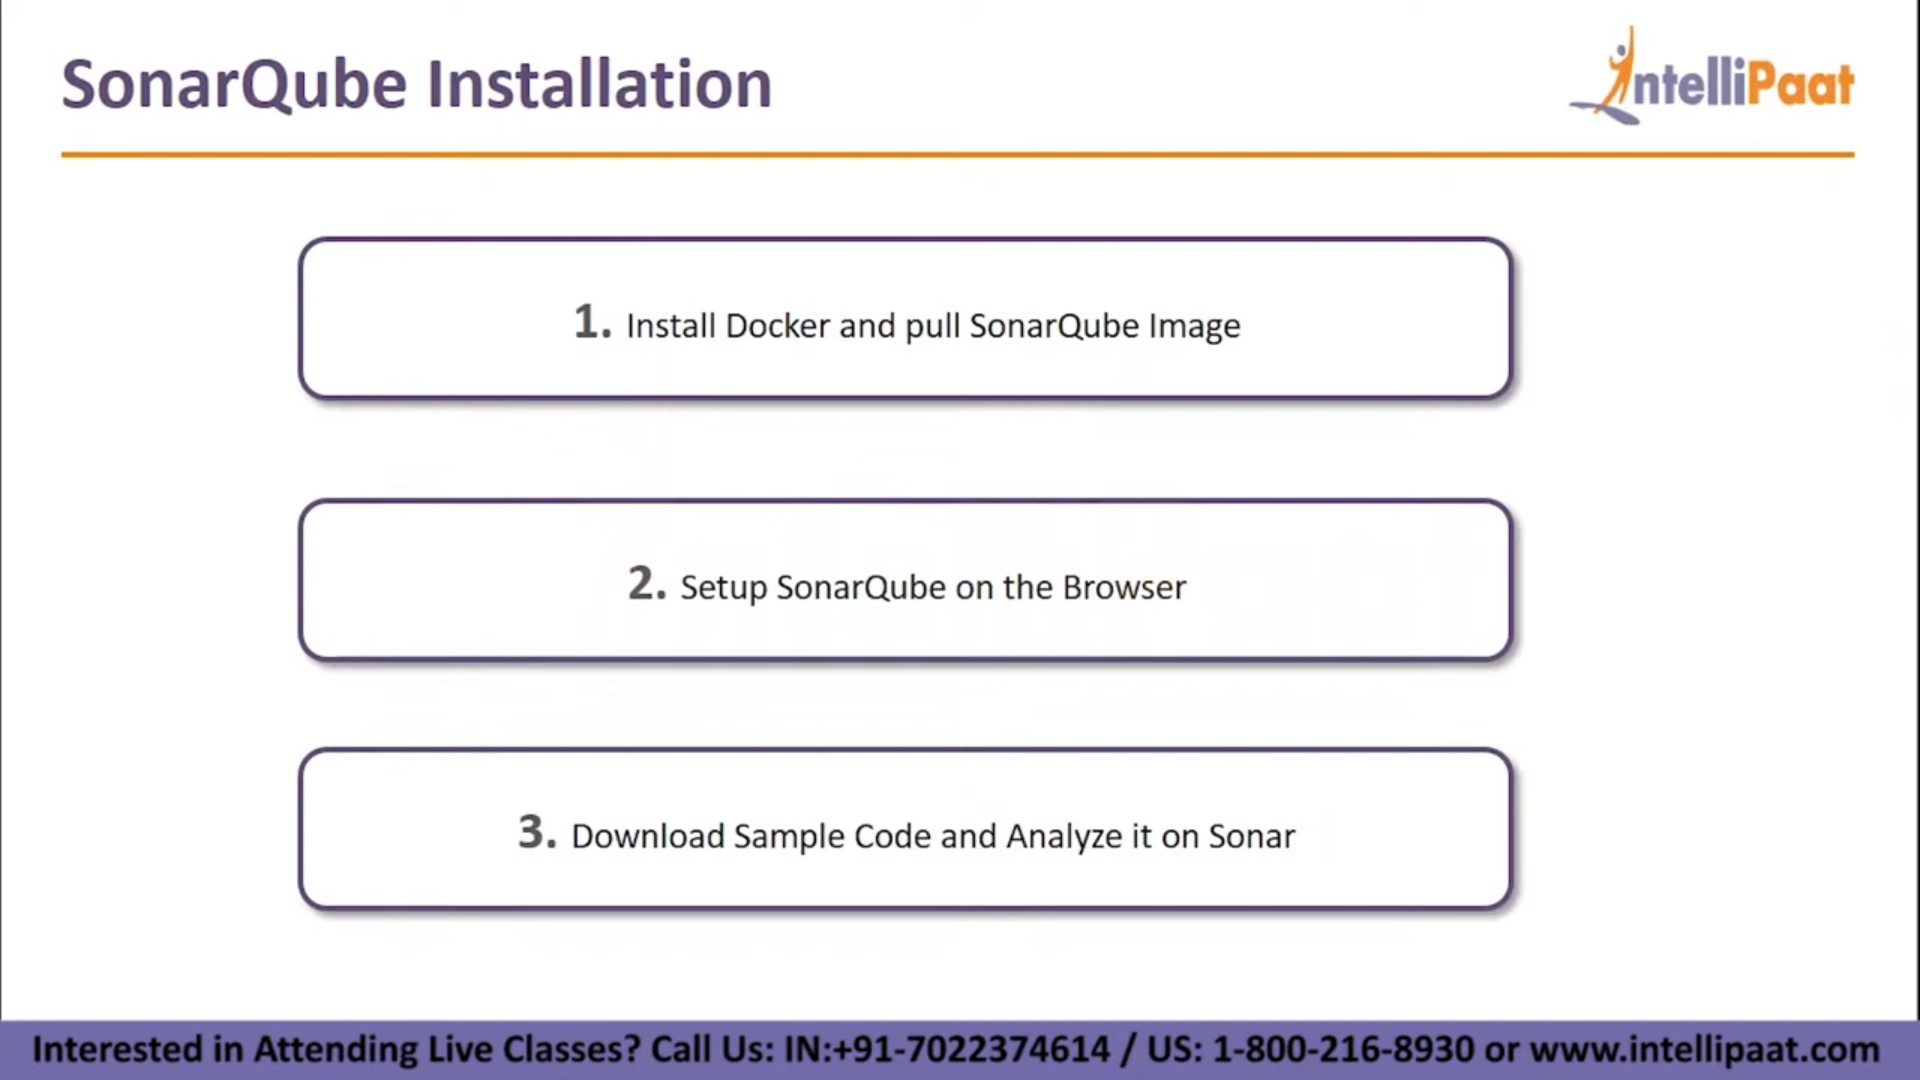 SonarQube Installation
IntelliPaat
1. Install Docker and pull SonarQube Image
2. Setup SonarQube on the Browser
3. Download Sample Code and Analyze it on Sonar
Interested in Attending Live Classes? Call Us: IN:+91-7022374614 / US: 1-800-216-8930 or www.intellipaat.com